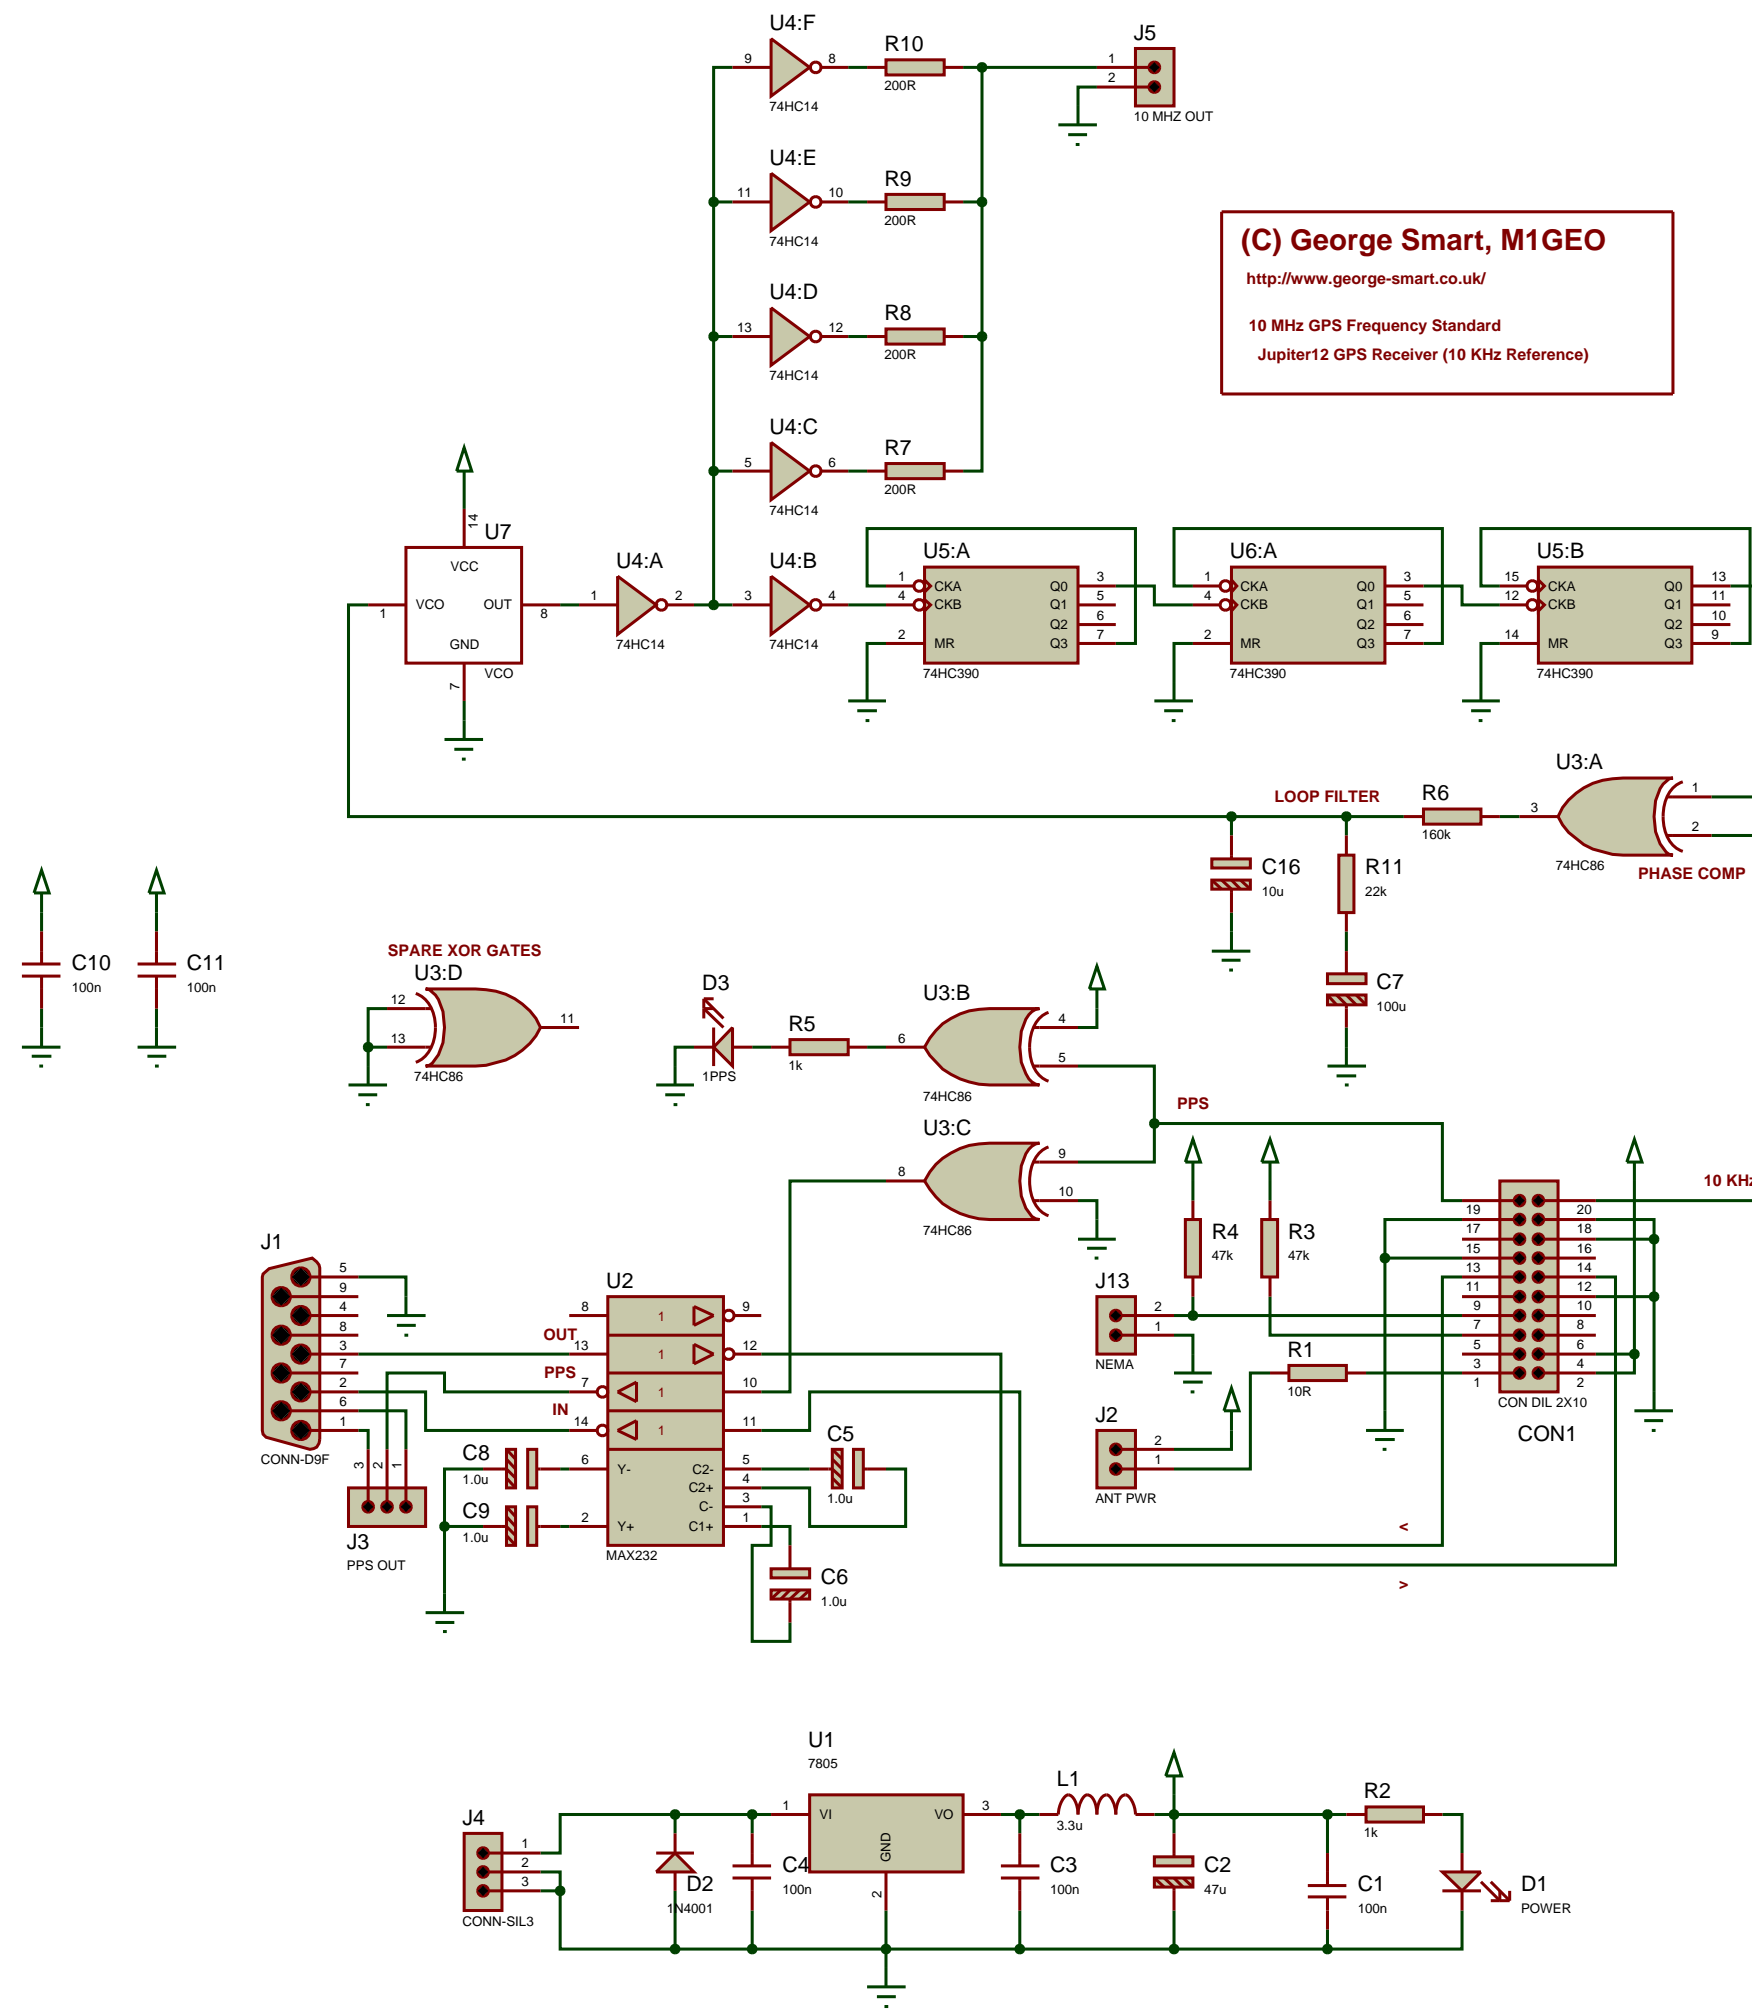 U4:F
9
8
74HC14
R10
200R
J5
1
2
10 MHZ OUT
U4:E
11
10
74HC14
R9
200R
(C) George Smart, M1GEO
http://www.george-smart.co.uk/
10 MHz GPS Frequency Standard
Jupiter12 GPS Receiver (10 KHz Reference)
U4:D
13
12
74HC14
R8
200R
U4:C
5
6
74HC14
R7
200R
U7
14
VCC
VCO
OUT
GND
1
8
7
VCO
U4:A
1
2
74HC14
U4:B
3
4
74HC14
U5:A
1
4
2
CKA
CKB
MR
Q0
Q1
Q2
Q3
3
5
6
7
74HC390
U6:A
1
4
2
CKA
CKB
MR
Q0
Q1
Q2
Q3
3
5
6
7
74HC390
U5:B
15
12
14
CKA
CKB
MR
Q0
Q1
Q2
Q3
13
11
10
9
74HC390
LOOP FILTER
R6
160k
U3:A
3
1
2
74HC86
PHASE COMP
C16
10u
R11
22k
C7
100u
C10
100n
C11
100n
SPARE XOR GATES
U3:D
12
13
11
74HC86
D3
1PPS
R5
1k
U3:B
6
4
5
74HC86
PPS
U3:C
8
9
10
74HC86
R4
47k
R3
47k
10 KHz
J13
2
1
NEMA
R1
10R
J2
2
1
ANT PWR
19
17
15
13
11
9
7
5
3
1
20
18
16
14
12
10
8
6
4
2
CON DIL 2X10
CON1
J1
5
9
4
8
3
7
2
6
1
CONN-D9F
3
2
1
J3
PPS OUT
OUT
PPS
IN
U2
8
13
7
14
6
2
1
1
1
1
Y-
Y+
C2-
C2+
C-
C1+
9
12
10
11
5
4
3
1
MAX232
C8
1.0u
C9
1.0u
C5
1.0u
C6
1.0u
<
>
U1
7805
1
VI
VO
3
GND
2
J4
1
2
3
CONN-SIL3
D2
1N4001
C4
100n
C3
100n
L1
3.3u
C2
47u
C1
100n
R2
1k
D1
POWER